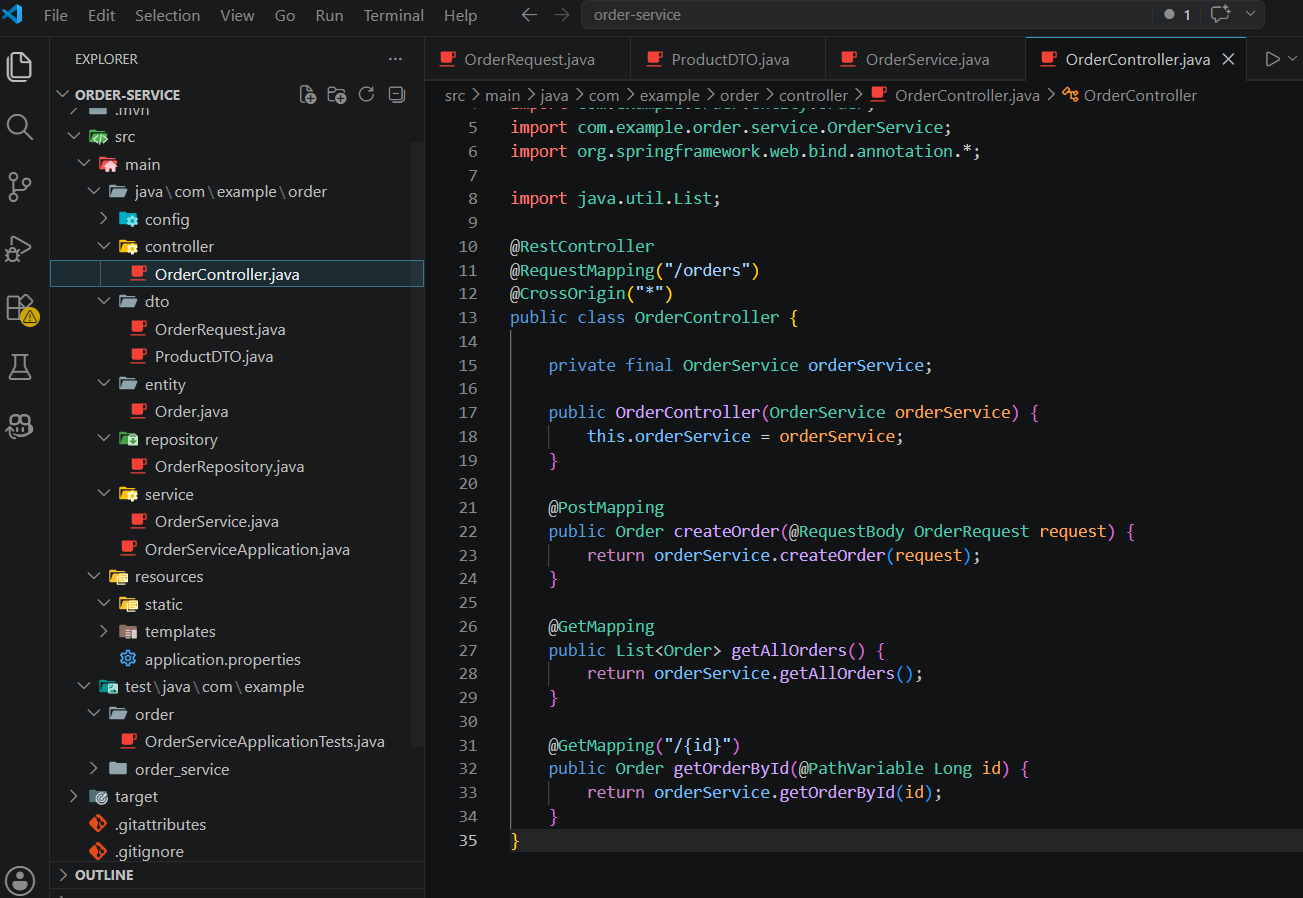 File Edit Selection View Go Run Terminal Help
order-service
1
EXPLORER
ORDER-SERVICE
.mvn
src
main
java\com\example\order
config
controller
OrderController.java
dto
OrderRequest.java
ProductDTO.java
entity
Order.java
repository
OrderRepository.java
service
OrderService.java
OrderServiceApplication.java
resources
static
templates
application.properties
test\java\com\example
order
OrderServiceApplicationTests.java
order_service
target
.gitattributes
.gitignore
OUTLINE
OrderRequest.java ProductDTO.java OrderService.java OrderController.java
src > main > java > com > example > order > controller > OrderController.java > OrderController
5 import com.example.order.service.OrderService;
6 import org.springframework.web.bind.annotation.*;
7
8 import java.util.List;
9
10 @RestController
11 @RequestMapping("/orders")
12 @CrossOrigin("*")
13 public class OrderController {
14
15 private final OrderService orderService;
16
17 public OrderController(OrderService orderService) {
18 this.orderService = orderService;
19 }
20
21 @PostMapping
22 public Order createOrder(@RequestBody OrderRequest request) {
23 return orderService.createOrder(request);
24 }
25
26 @GetMapping
27 public List<Order> getAllOrders() {
28 return orderService.getAllOrders();
29 }
30
31 @GetMapping("/{id}")
32 public Order getOrderById(@PathVariable Long id) {
33 return orderService.getOrderById(id);
34 }
35 }